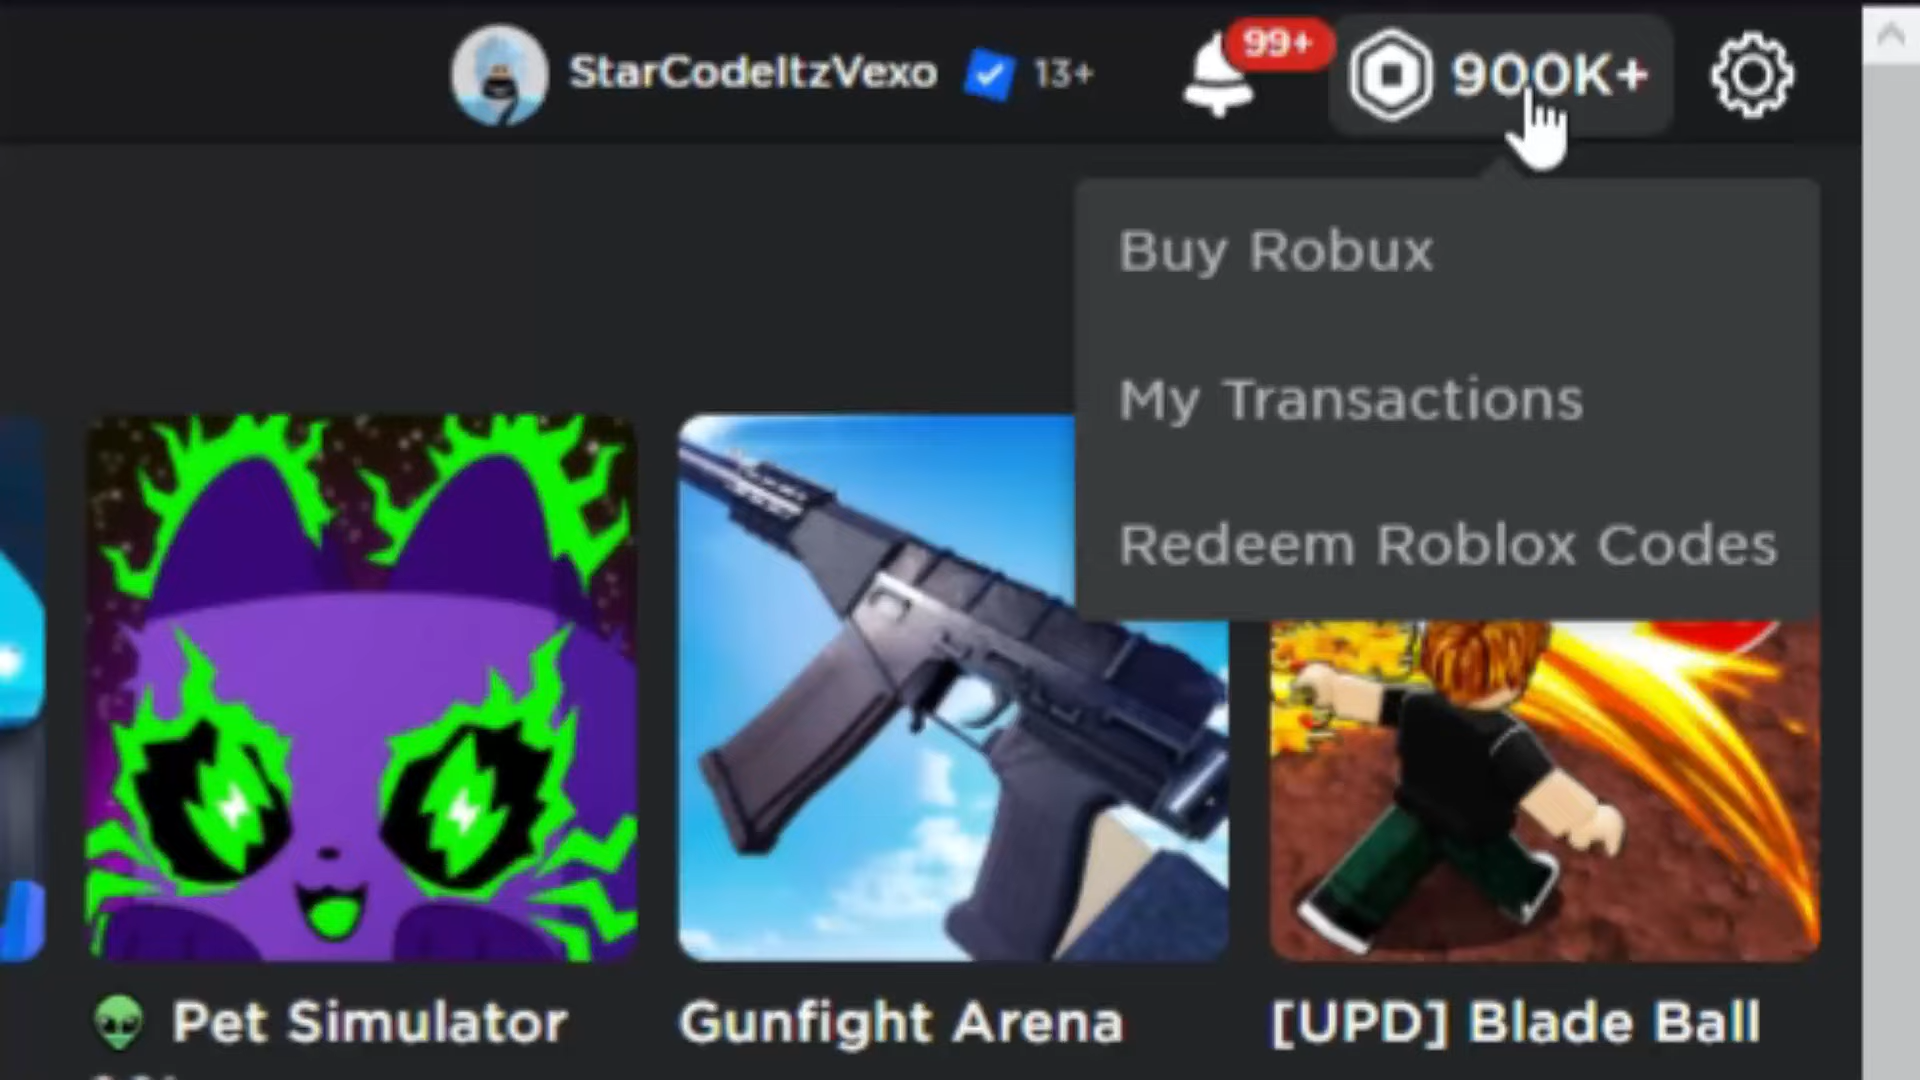 StarCodeItzVexo 13+ 99+ 900K+
Buy Robux
My Transactions
Redeem Roblox Codes
Pet Simulator
Gunfight Arena
[UPD] Blade Ball